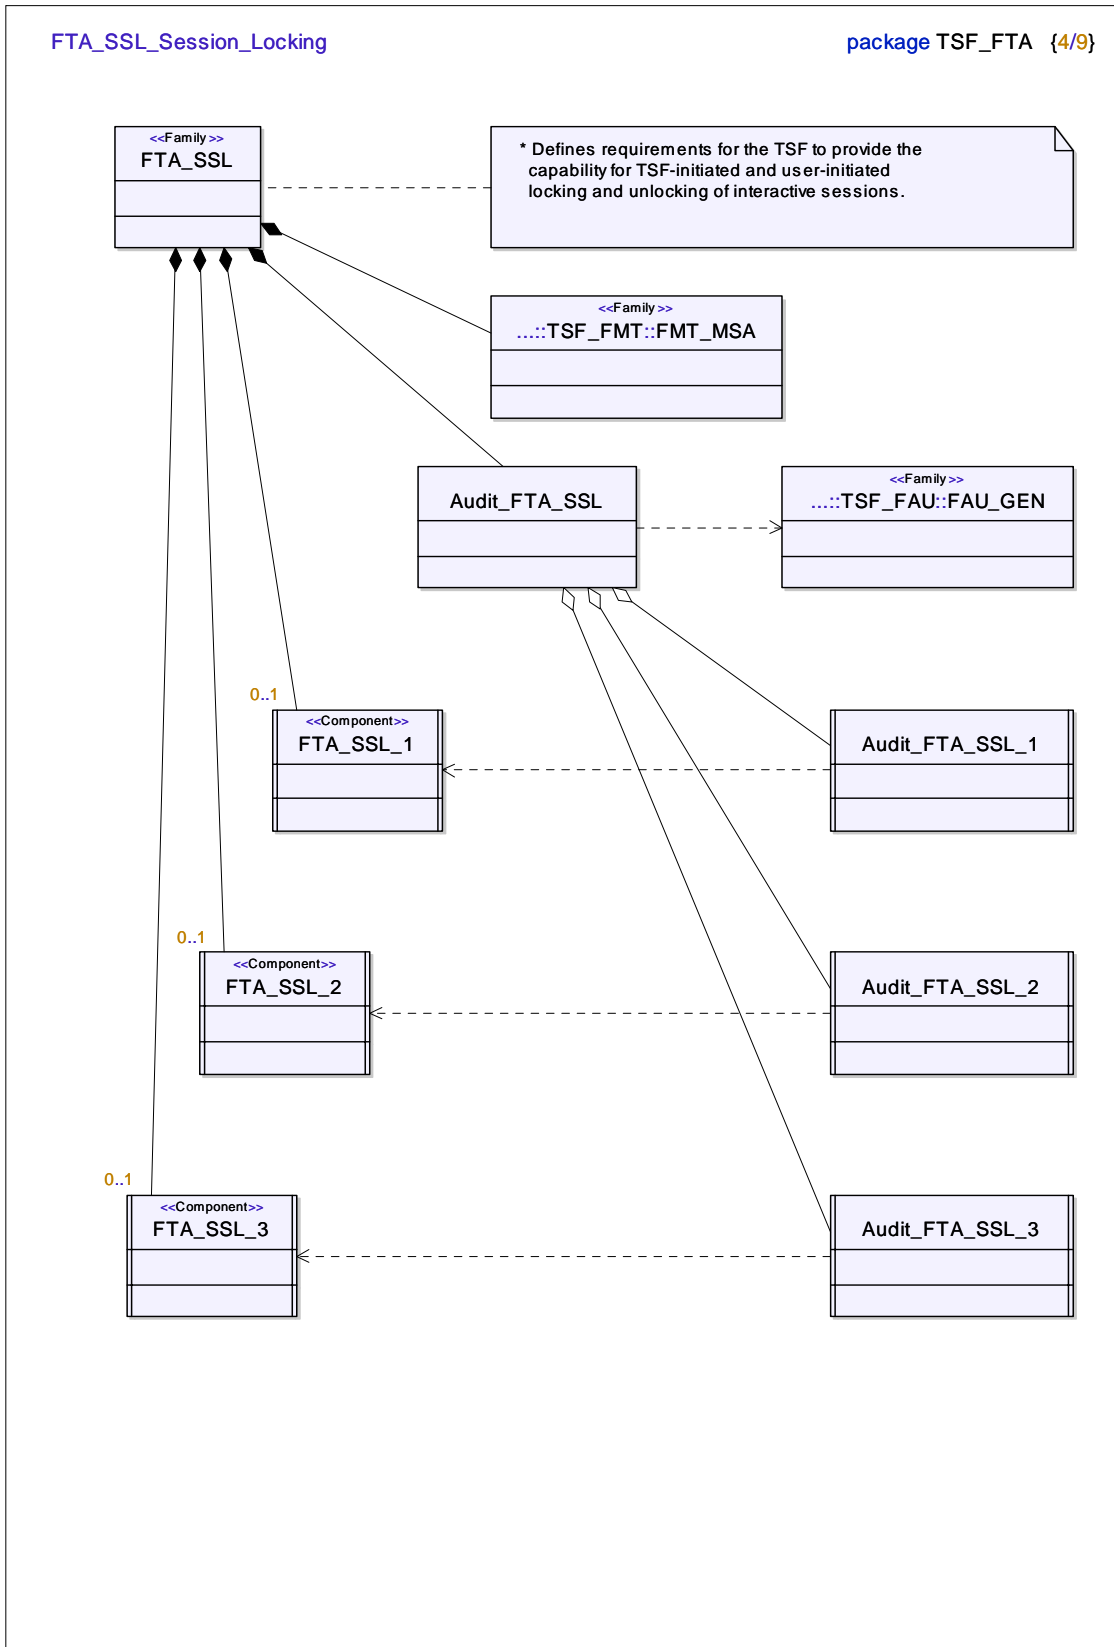 FTA_SSL_Session_Locking
package TSF_FTA {4/9}
<<Family>>
FTA_SSL
* Defines requirements for the TSF to provide the
capability for TSF-initiated and user-initiated
locking and unlocking of interactive sessions.
<<Family>>
...::TSF_FMT::FMT_MSA
Audit_FTA_SSL
<<Family>>
...::TSF_FAU::FAU_GEN
0..1
<<Component>>
FTA_SSL_1
Audit_FTA_SSL_1
0..1
<<Component>>
FTA_SSL_2
Audit_FTA_SSL_2
0..1
<<Component>>
FTA_SSL_3
Audit_FTA_SSL_3